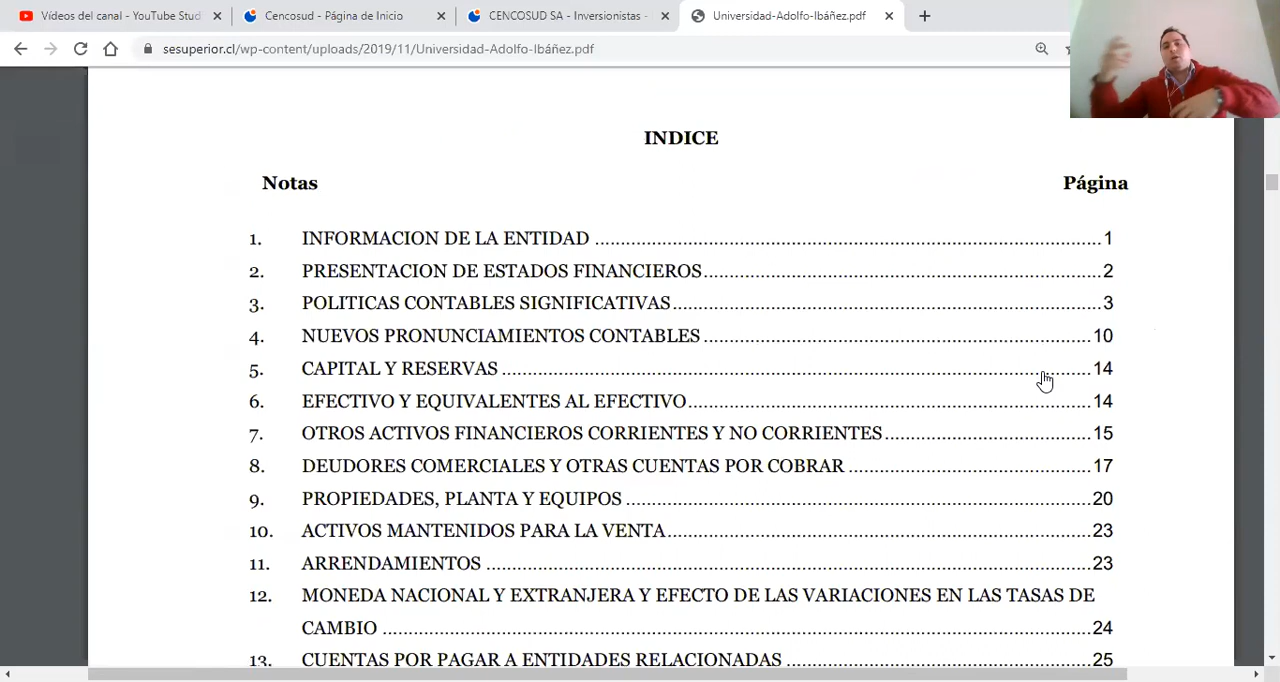 Vídeos del canal - YouTube Stud
Cencosud - Página de Inicio
CENCOSUD SA - Inversionistas -
Universidad-Adolfo-Ibáñez.pdf
sesuperior.cl/wp-content/uploads/2019/11/Universidad-Adolfo-Ibáñez.pdf
INDICE
Notas Página
1. INFORMACION DE LA ENTIDAD ........ 1
2. PRESENTACION DE ESTADOS FINANCIEROS ........ 2
3. POLITICAS CONTABLES SIGNIFICATIVAS ........ 3
4. NUEVOS PRONUNCIAMIENTOS CONTABLES ........ 10
5. CAPITAL Y RESERVAS ........ 14
6. EFECTIVO Y EQUIVALENTES AL EFECTIVO ........ 14
7. OTROS ACTIVOS FINANCIEROS CORRIENTES Y NO CORRIENTES ........ 15
8. DEUDORES COMERCIALES Y OTRAS CUENTAS POR COBRAR ........ 17
9. PROPIEDADES, PLANTA Y EQUIPOS ........ 20
10. ACTIVOS MANTENIDOS PARA LA VENTA ........ 23
11. ARRENDAMIENTOS ........ 23
12. MONEDA NACIONAL Y EXTRANJERA Y EFECTO DE LAS VARIACIONES EN LAS TASAS DE
CAMBIO ........ 24
13. CUENTAS POR PAGAR A ENTIDADES RELACIONADAS ........ 25